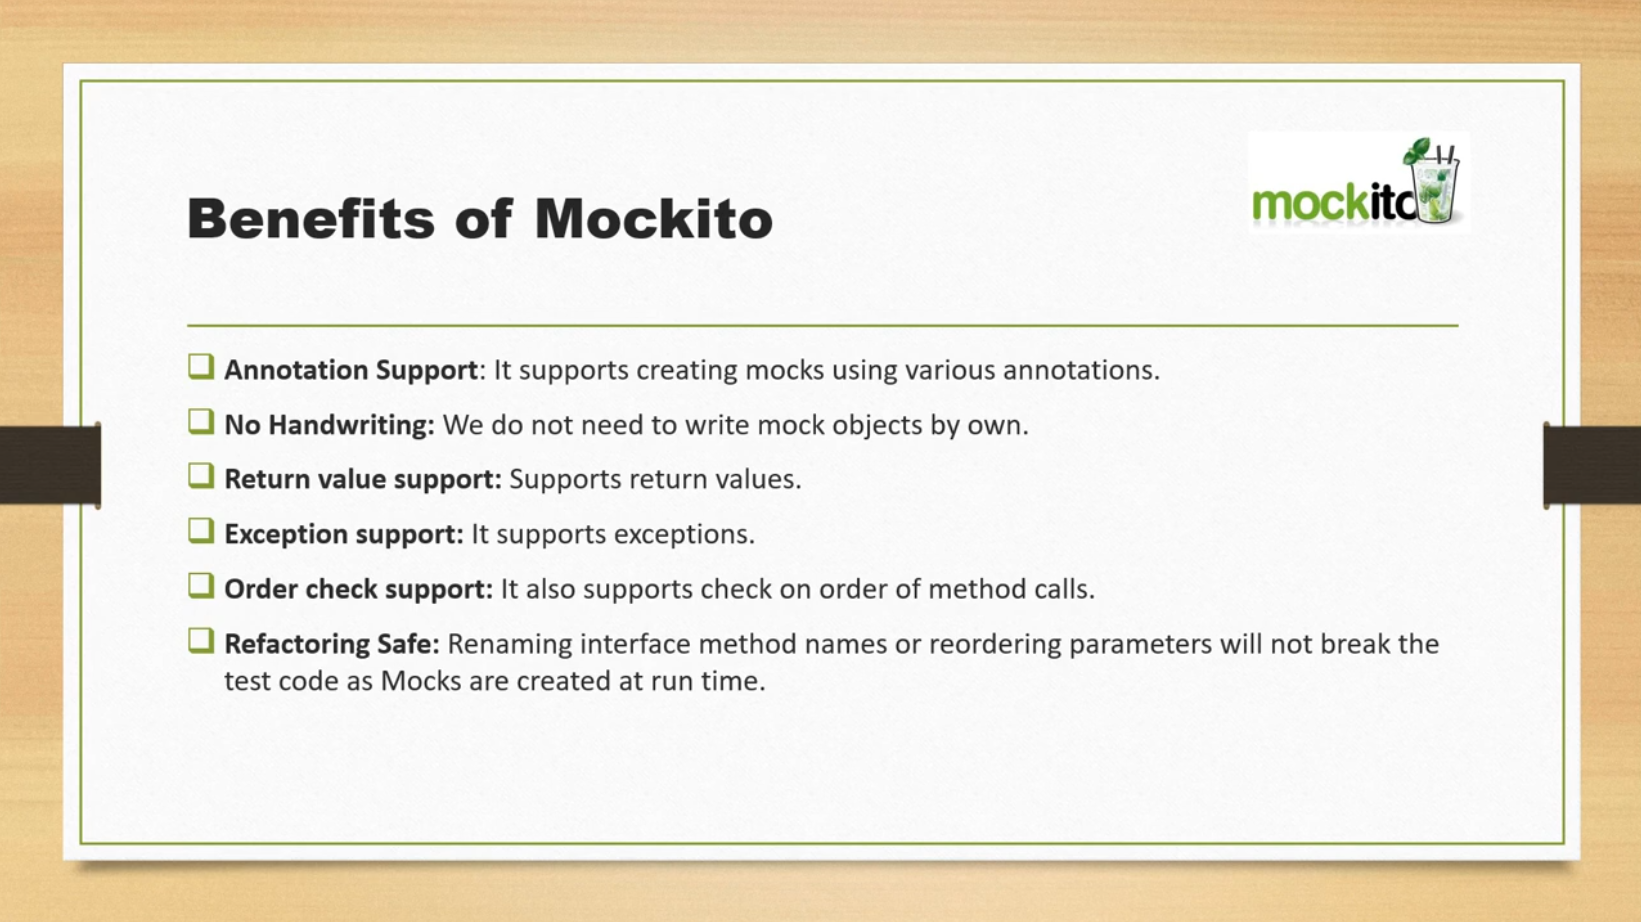 mockito
Benefits of Mockito
Annotation Support: It supports creating mocks using various annotations.
No Handwriting: We do not need to write mock objects by own.
Return value support: Supports return values.
Exception support: It supports exceptions.
Order check support: It also supports check on order of method calls.
Refactoring Safe: Renaming interface method names or reordering parameters will not break the
test code as Mocks are created at run time.